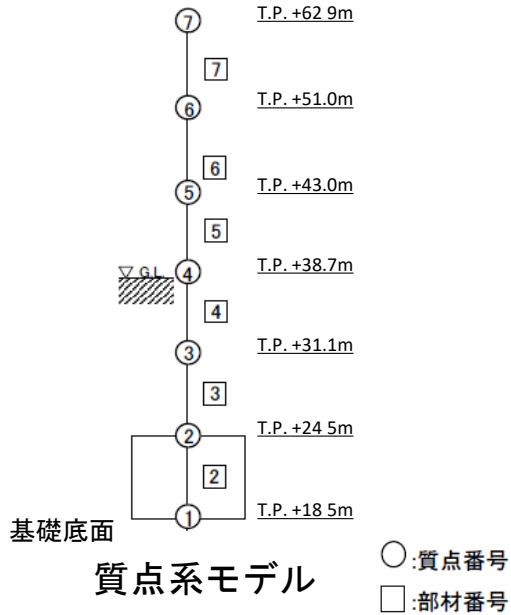 ⑦ T.P. +62 9m
7
⑥ T.P. +51.0m
6
⑤ T.P. +43.0m
5
▽ G.L. ④ T.P. +38.7m
4
③ T.P. +31.1m
3
② T.P. +24 5m
2
① T.P. +18 5m
基礎底面
質点系モデル
○:質点番号
□:部材番号